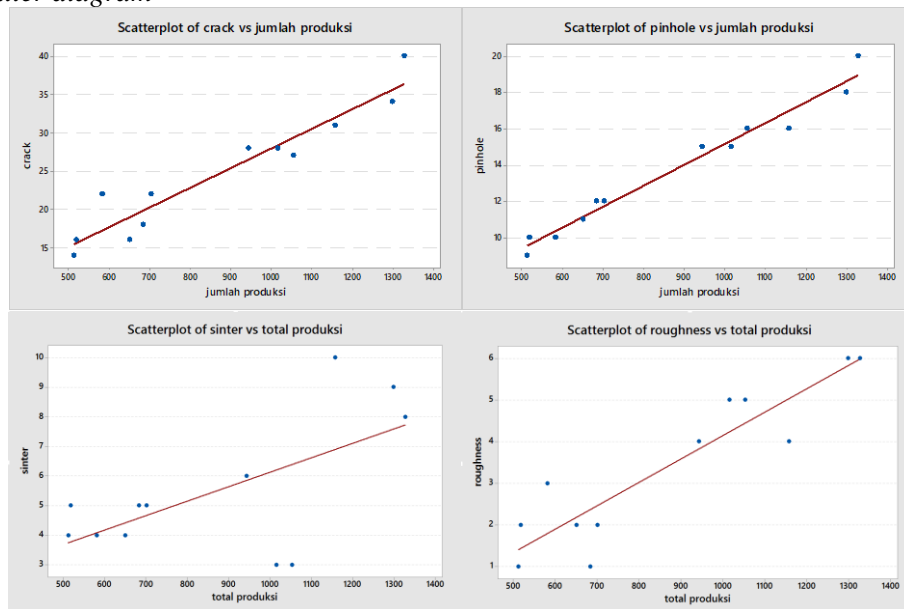 Scatterplot of crack vs jumlah produksi
40
35
30
25
20
15
crack
500 600 700 800 900 1000 1100 1200 1300 1400
jumlah produksi
Scatterplot of pinhole vs jumlah produksi
20
18
16
14
12
10
pinhole
500 600 700 800 900 1000 1100 1200 1300 1400
jumlah produksi
Scatterplot of sinter vs total produksi
10
9
8
7
6
5
4
3
sinter
500 600 700 800 900 1000 1100 1200 1300 1400
total produksi
Scatterplot of roughness vs total produksi
6
5
4
3
2
1
roughness
500 600 700 800 900 1000 1100 1200 1300 1400
total produksi